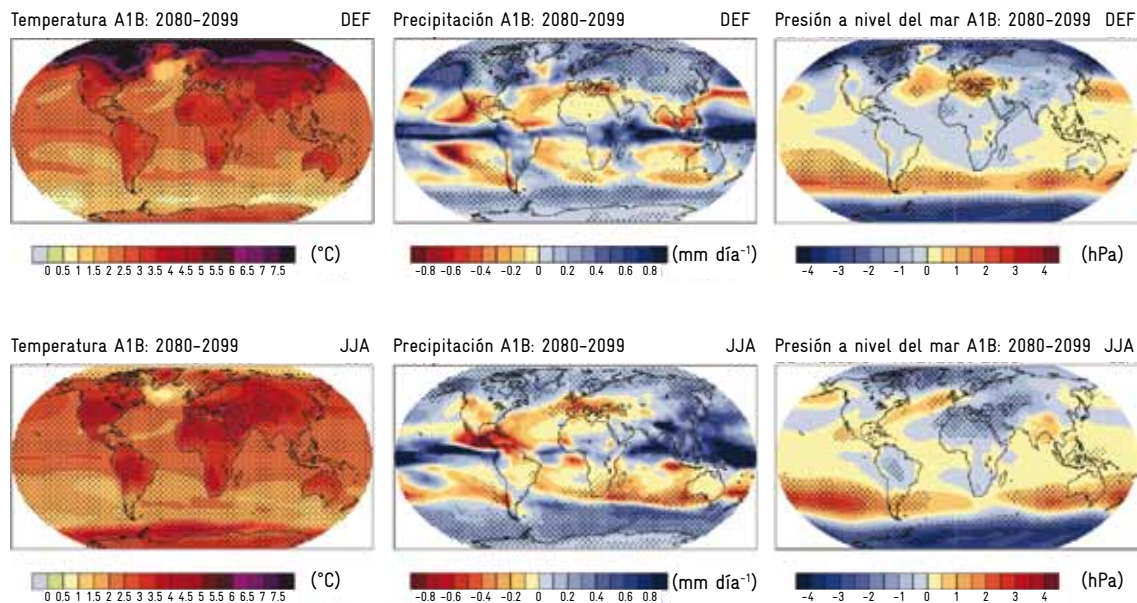 Temperatura A1B: 2080-2099 DEF
Precipitación A1B: 2080-2099 DEF
Presión a nivel del mar A1B: 2080-2099 DEF
0 0.5 1 1.5 2 2.5 3 3.5 4 4.5 5 5.5 6 6.5 7 7.5 (°C)
-0.8 -0.6 -0.4 -0.2 0 0.2 0.4 0.6 0.8 (mm día⁻¹)
-4 -3 -2 -1 0 1 2 3 4 (hPa)
Temperatura A1B: 2080-2099 JJA
Precipitación A1B: 2080-2099 JJA
Presión a nivel del mar A1B: 2080-2099 JJA
0 0.5 1 1.5 2 2.5 3 3.5 4 4.5 5 5.5 6 6.5 7 7.5 (°C)
-0.8 -0.6 -0.4 -0.2 0 0.2 0.4 0.6 0.8 (mm día⁻¹)
-4 -3 -2 -1 0 1 2 3 4 (hPa)